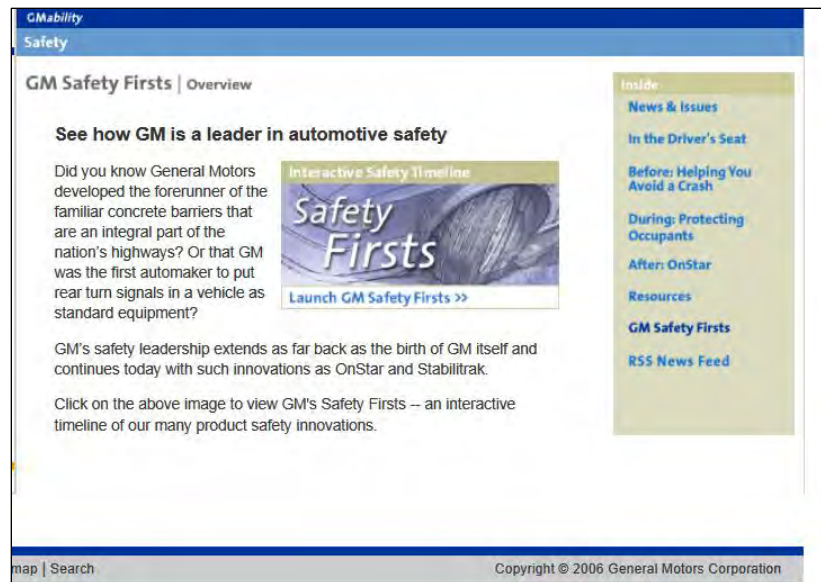 GMability
Safety
GM Safety Firsts | Overview
See how GM is a leader in automotive safety
Did you know General Motors
developed the forerunner of the
familiar concrete barriers that
are an integral part of the
nation's highways? Or that GM
was the first automaker to put
rear turn signals in a vehicle as
standard equipment?
Interactive Safety Timeline
Safety
Firsts
Launch GM Safety Firsts >>
GM's safety leadership extends as far back as the birth of GM itself and
continues today with such innovations as OnStar and Stabilitrak.
Click on the above image to view GM's Safety Firsts -- an interactive
timeline of our many product safety innovations.
Inside
News & Issues
In the Driver's Seat
Before: Helping You
Avoid a Crash
During: Protecting
Occupants
After: OnStar
Resources
GM Safety Firsts
RSS News Feed
map | Search
Copyright © 2006 General Motors Corporation